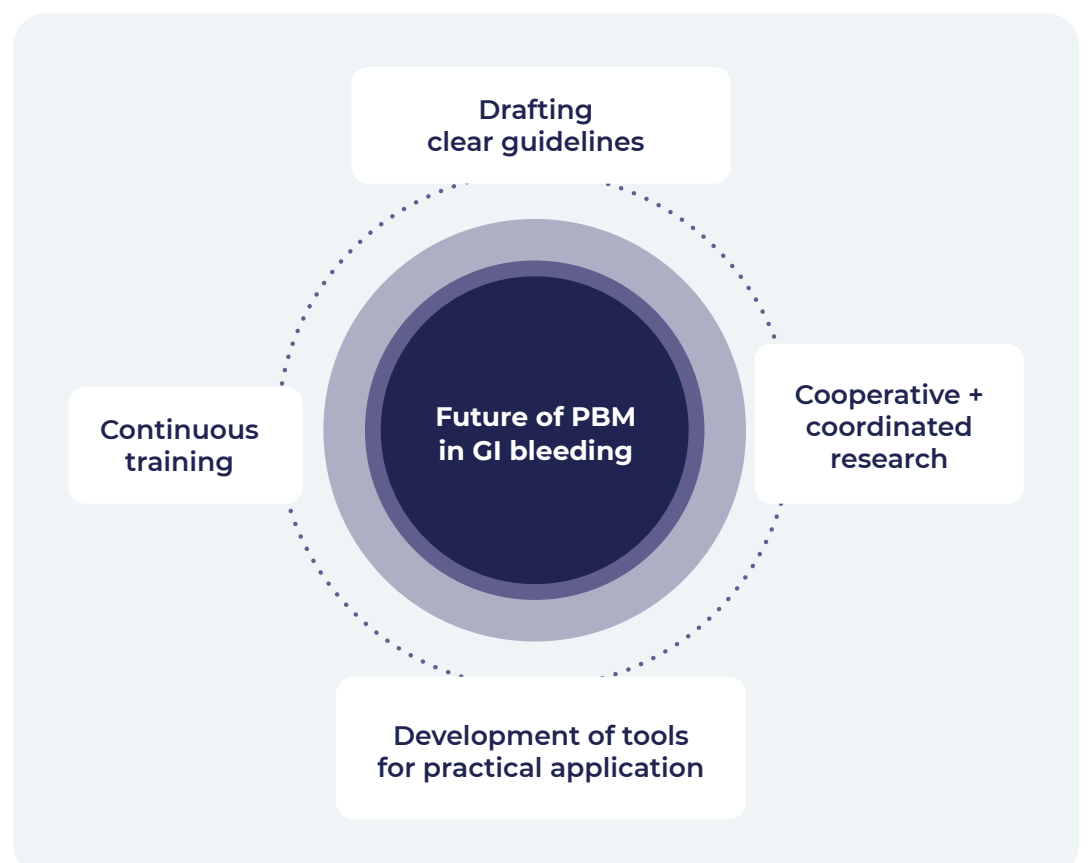 Drafting
clear guidelines
Continuous
training
Future of PBM
in GI bleeding
Cooperative +
coordinated
research
Development of tools
for practical application